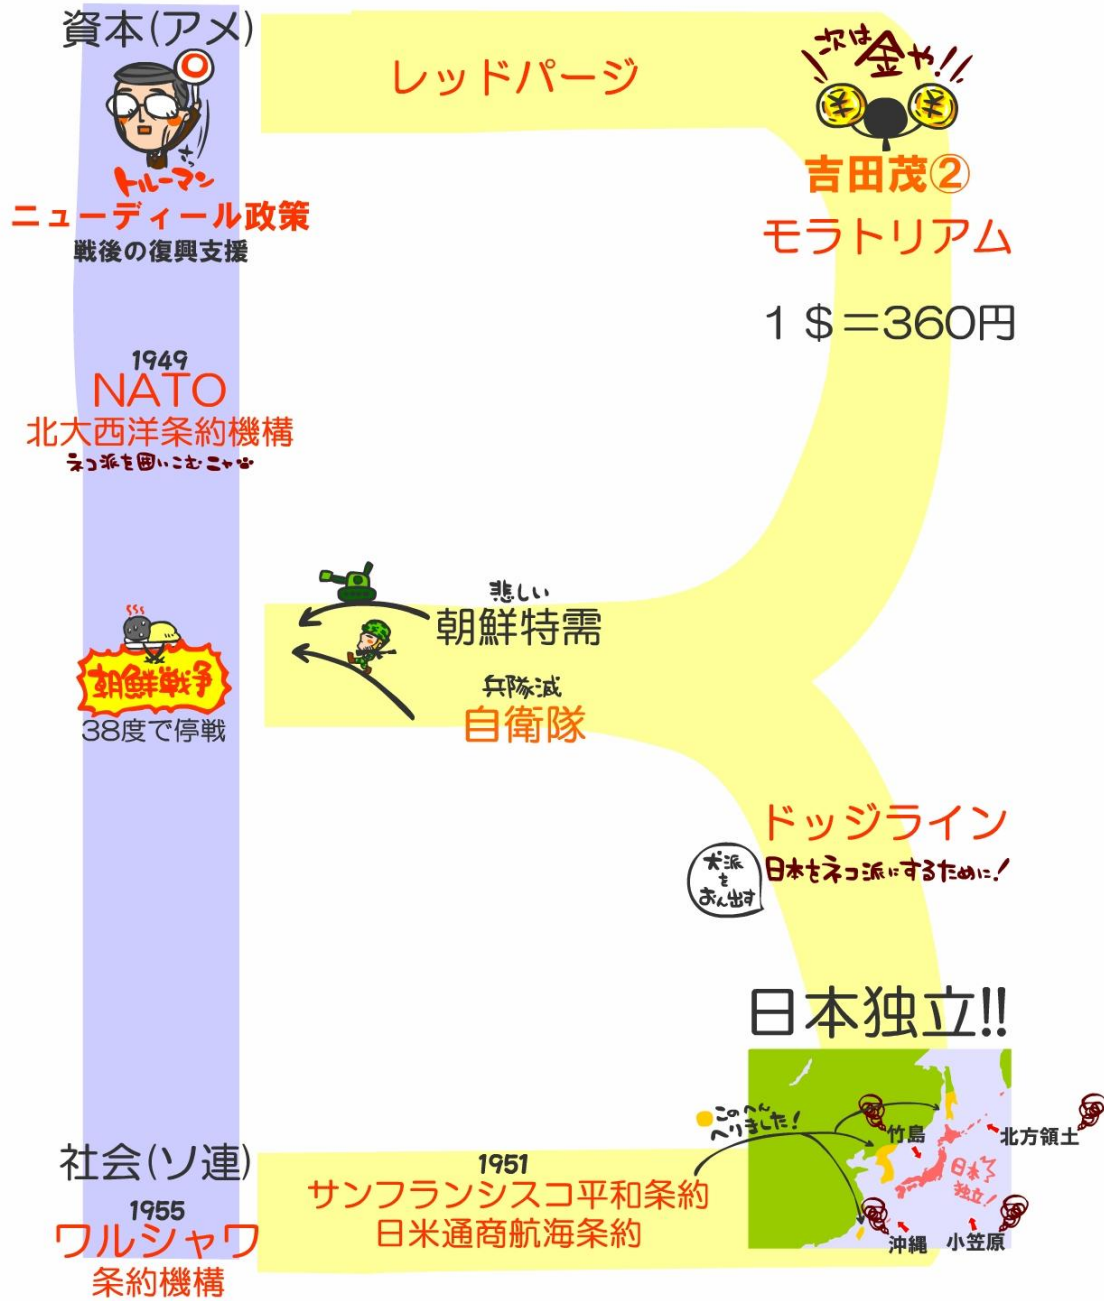 資本(アメ)
トルーマン
ニューディール政策
戦後の復興支援
1949
NATO
北大西洋条約機構
ネコ派を囲いこむニャ
朝鮮戦争
38度で停戦
社会(ソ連)
1955
ワルシャワ
条約機構
レッドパージ
次は金や!!
吉田茂②
モラトリアム
1$=360円
悲しい
朝鮮特需
兵隊減
自衛隊
ドッジライン
日本をネコ派にするために!
犬派
を
おん出す
日本独立!!
このへん
へりました!
竹島
北方領土
日本
独立!
沖縄
小笠原
1951
サンフランシスコ平和条約
日米通商航海条約